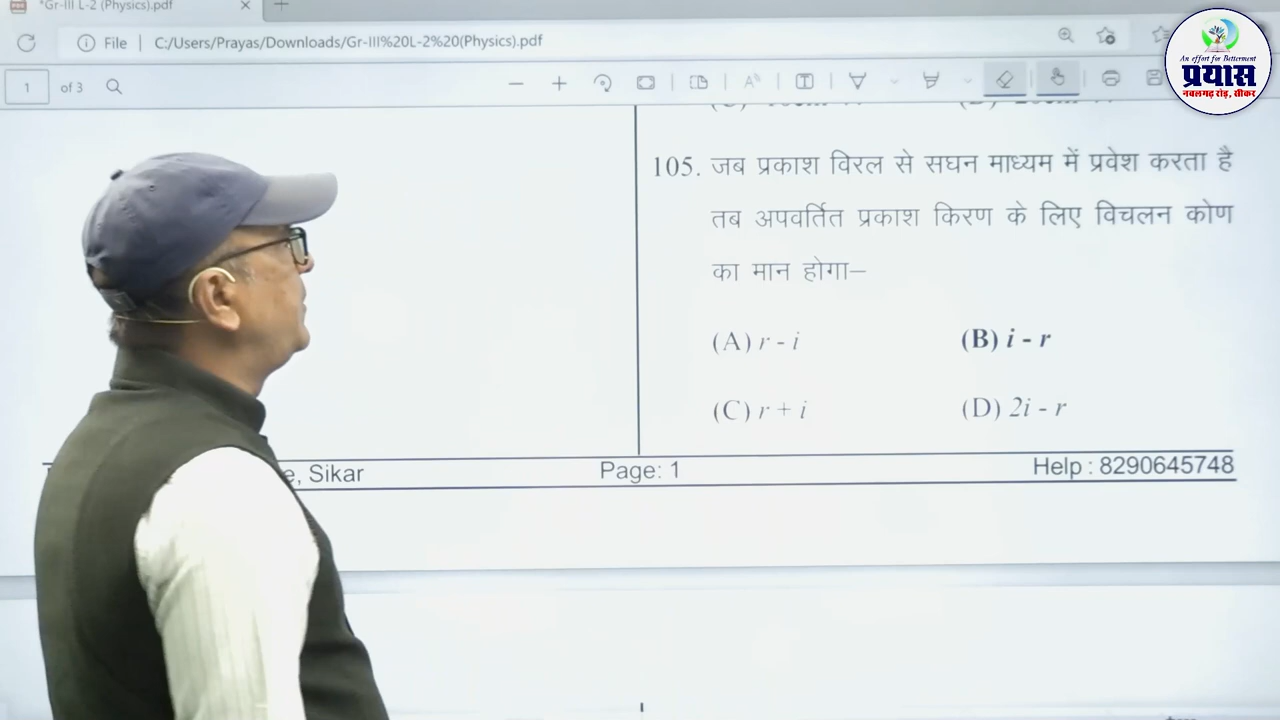 *Gr-III L-2 (Physics).pdf
File | C:/Users/Prayas/Downloads/Gr-III%20L-2%20(Physics).pdf
1 of 3
An effort for Betterment
प्रयास
नवलगढ़ रोड़, सीकर
105. जब प्रकाश विरल से सघन माध्यम में प्रवेश करता है
तब अपवर्तित प्रकाश किरण के लिए विचलन कोण
का मान होगा–
(A) r - i (B) i - r
(C) r + i (D) 2i - r
e, Sikar Page: 1 Help : 8290645748